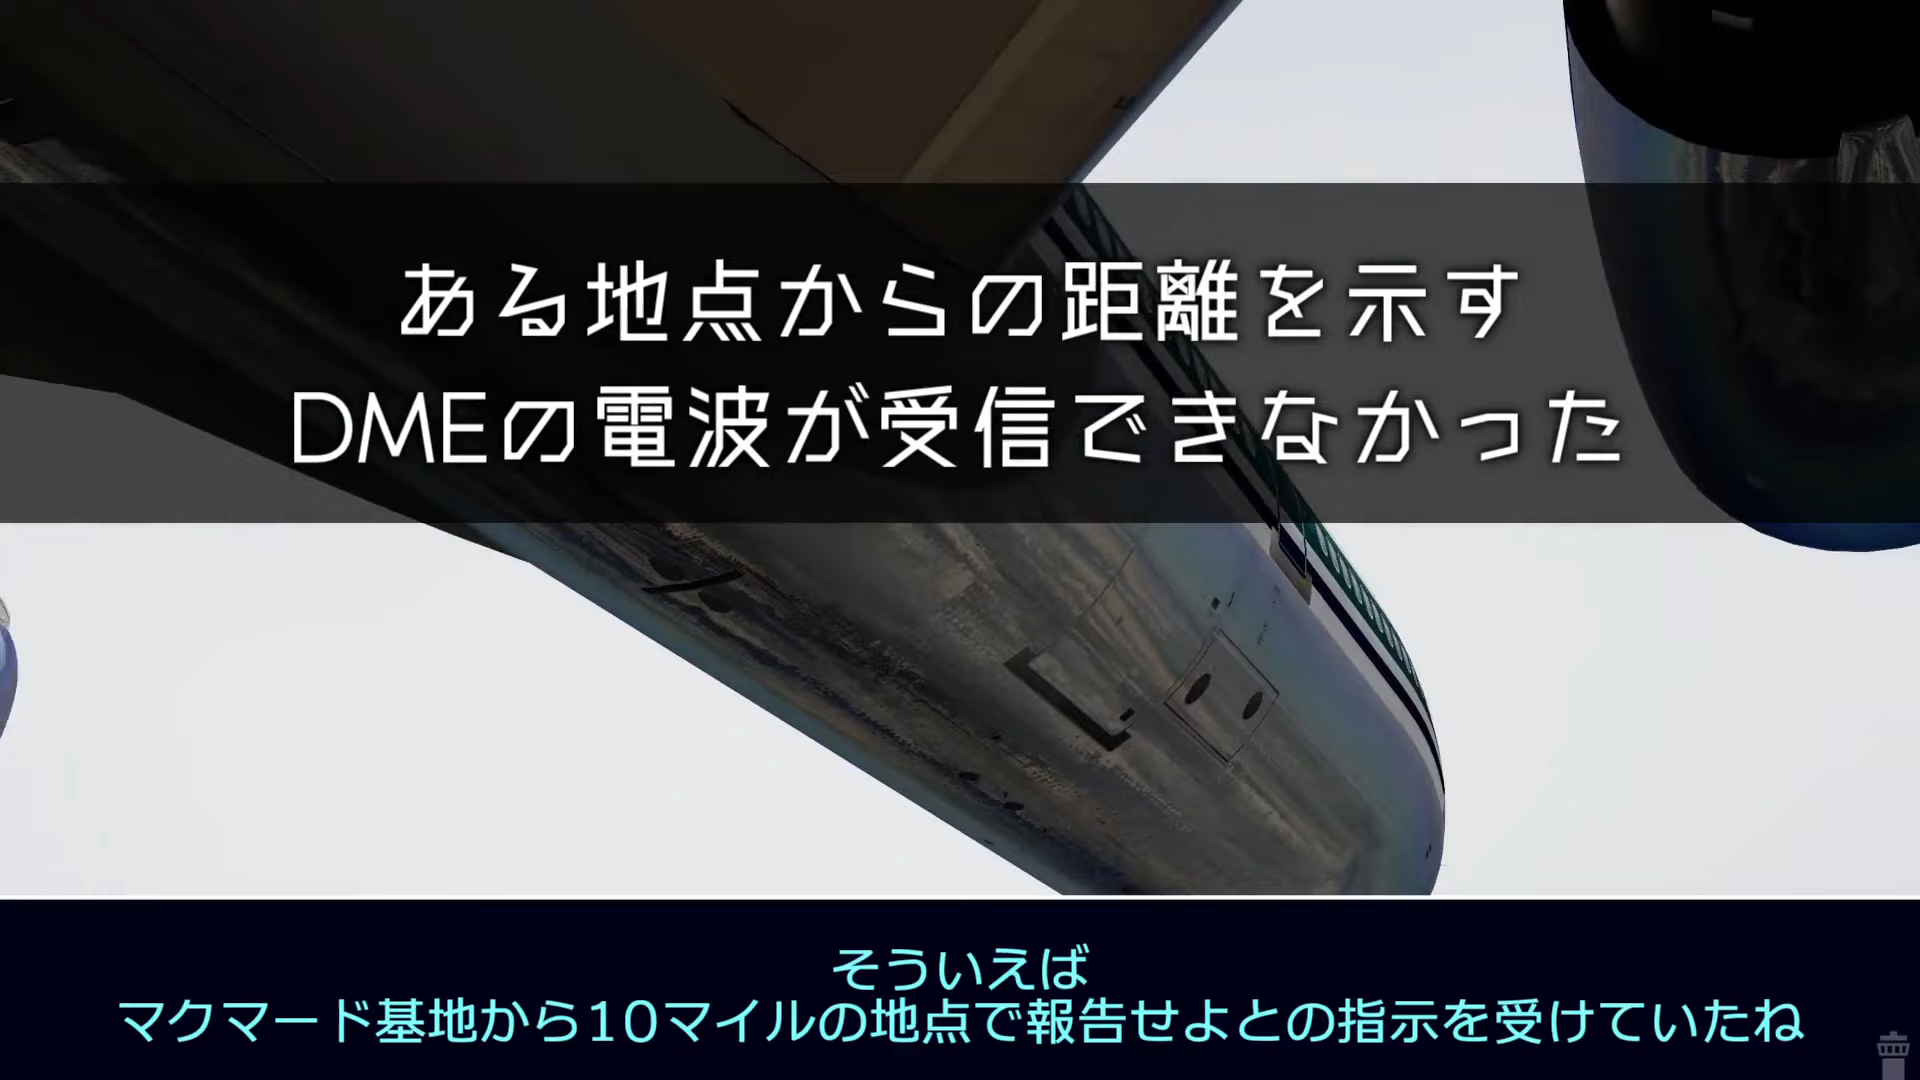 ある地点からの距離を示す
DMEの電波が受信できなかった
そういえば
マクマード基地から10マイルの地点で報告せよとの指示を受けていたね